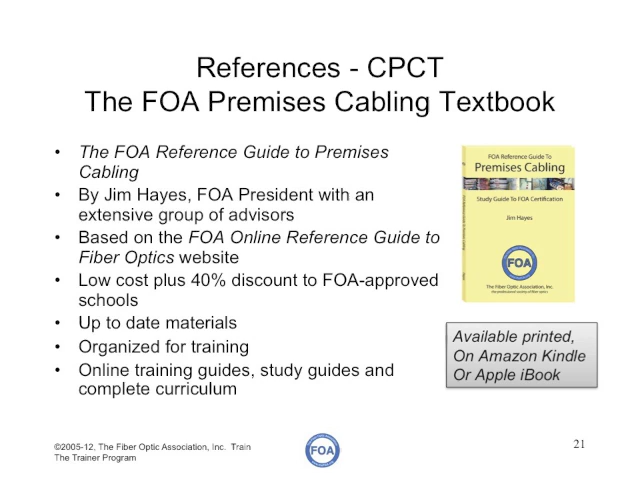 References - CPCT
The FOA Premises Cabling Textbook
• The FOA Reference Guide to Premises
Cabling
• By Jim Hayes, FOA President with an
extensive group of advisors
• Based on the FOA Online Reference Guide to
Fiber Optics website
• Low cost plus 40% discount to FOA-approved
schools
• Up to date materials
• Organized for training
• Online training guides, study guides and
complete curriculum
FOA Reference Guide To
Premises Cabling
Study Guide To FOA Certification
Jim Hayes
FOA
The Fiber Optic Association, Inc.
the professional society of fiber optics
Available printed,
On Amazon Kindle
Or Apple iBook
©2005-12, The Fiber Optic Association, Inc. Train
The Trainer Program
FOA
21